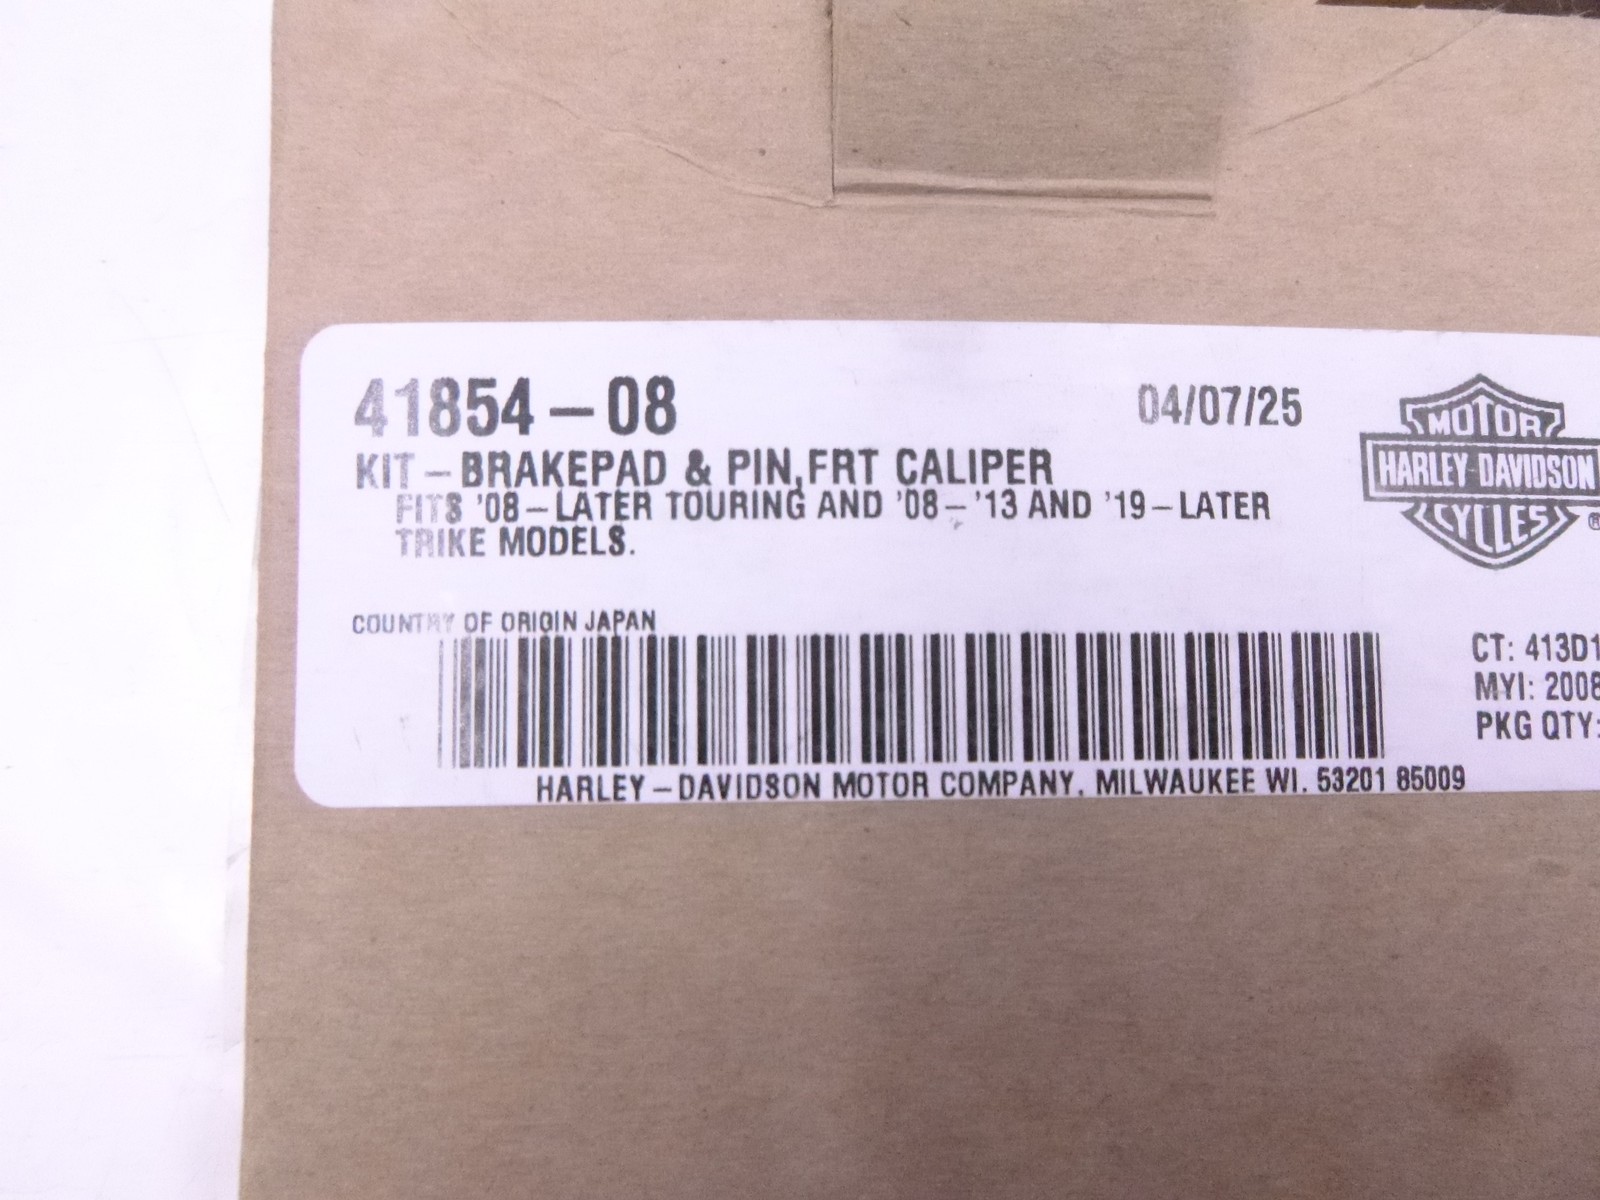 41854-08
04/07/25
KIT-BRAKEPAD & PIN,FRT CALIPER
FITS '08-LATER TOURING AND '08-'13 AND '19-LATER
TRIKE MODELS.
MOTOR
HARLEY-DAVIDSON
CYCLES
®
COUNTRY OF ORIGIN JAPAN
CT: 413D1
MYI: 2008
PKG QTY:
HARLEY-DAVIDSON MOTOR COMPANY, MILWAUKEE WI. 53201 85009